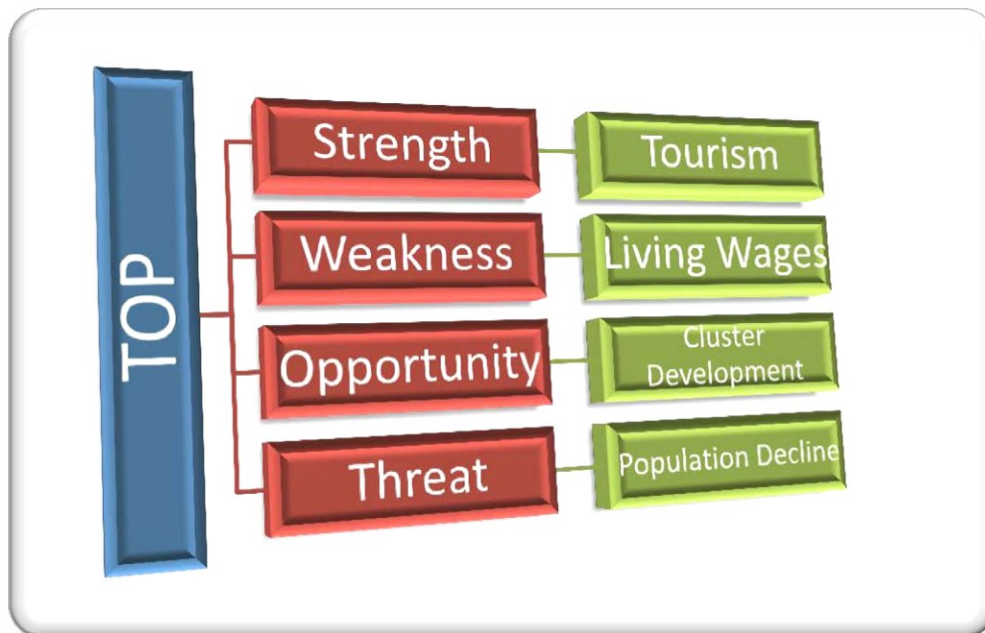 TOP
Strength
Tourism
Weakness
Living Wages
Opportunity
Cluster
Development
Threat
Population Decline